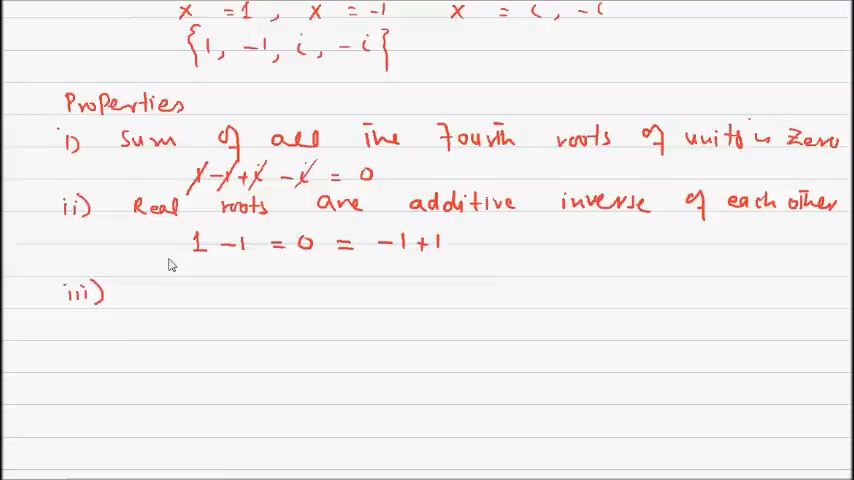 x = 1 , x = -1 x = i , -i
{1, -1, i, -i}
Properties
i) Sum of all the Fourth roots of unity is zero
1 - 1 + i - i = 0
ii) Real roots are additive inverse of each other
1 - 1 = 0 = -1 + 1
iii)